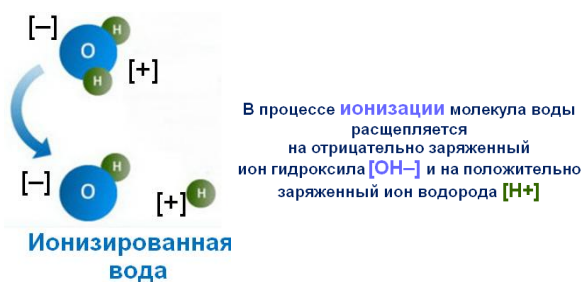 [–]
H
O
H
[+]
[–]
H
O
[+]
H
Ионизированная
вода
В процессе ионизации молекула воды
расщепляется
на отрицательно заряженный
ион гидроксила [OH–] и на положительно
заряженный ион водорода [H+]